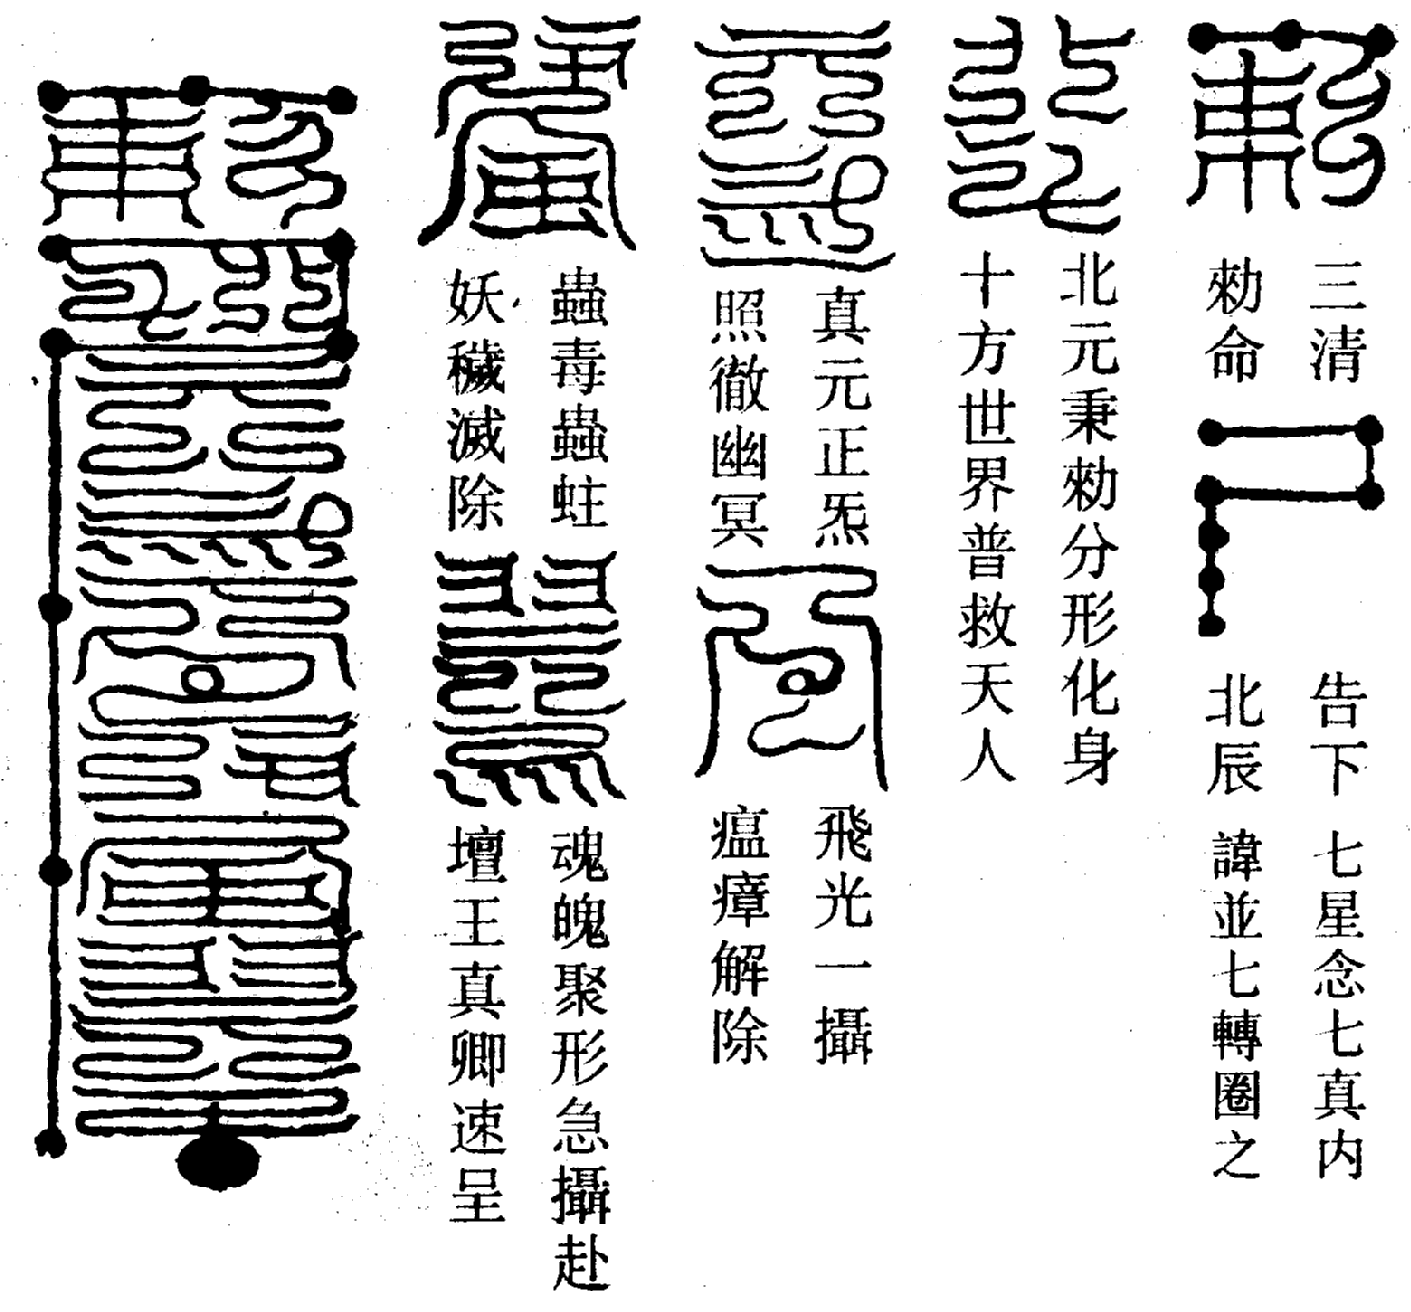 三清
勑命
告下
北辰
七星念七真内
諱並七轉圈之
北元秉勑分形化身
十方世界普救天人
真元正炁
照徹幽冥
飛光一攝
瘟瘴解除
蠱毒蠱蛀
妖穢滅除
魂魄聚形急攝赴
壇王真卿速呈